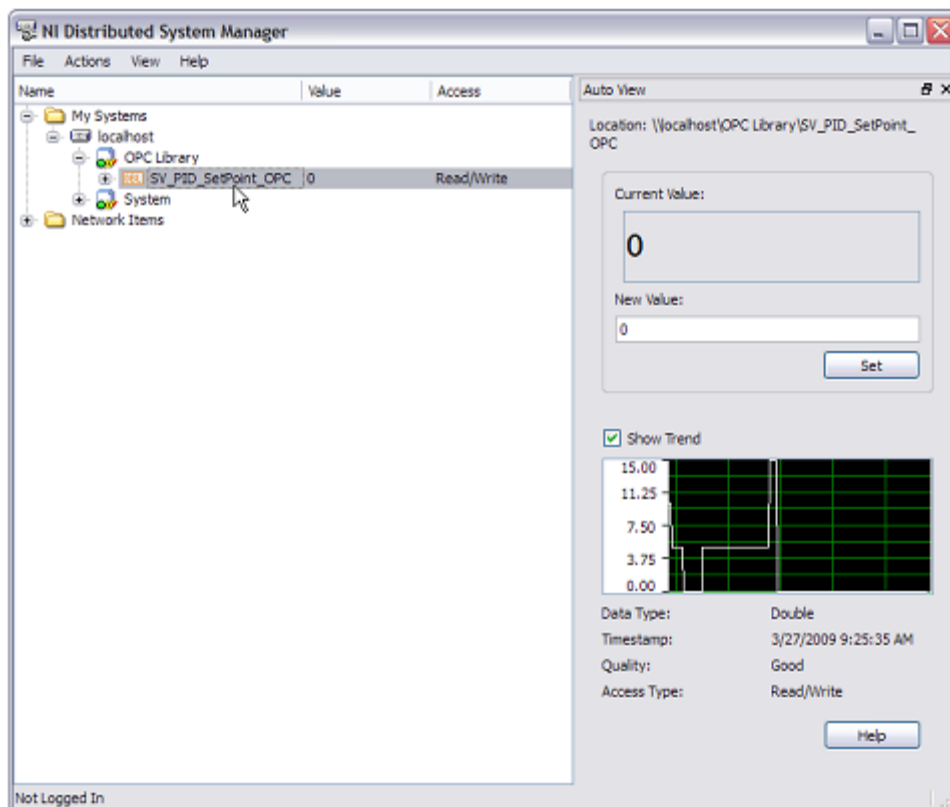 NI Distributed System Manager
File Actions View Help
Name Value Access
My Systems
localhost
OPC Library
SV_PID_SetPoint_OPC 0 Read/Write
System
Network Items
Auto View
Location: \\localhost\OPC Library\SV_PID_SetPoint_
OPC
Current Value:
0
New Value:
0
Set
Show Trend
15.00
11.25
7.50
3.75
0.00
Data Type: Double
Timestamp: 3/27/2009 9:25:35 AM
Quality: Good
Access Type: Read/Write
Help
Not Logged In